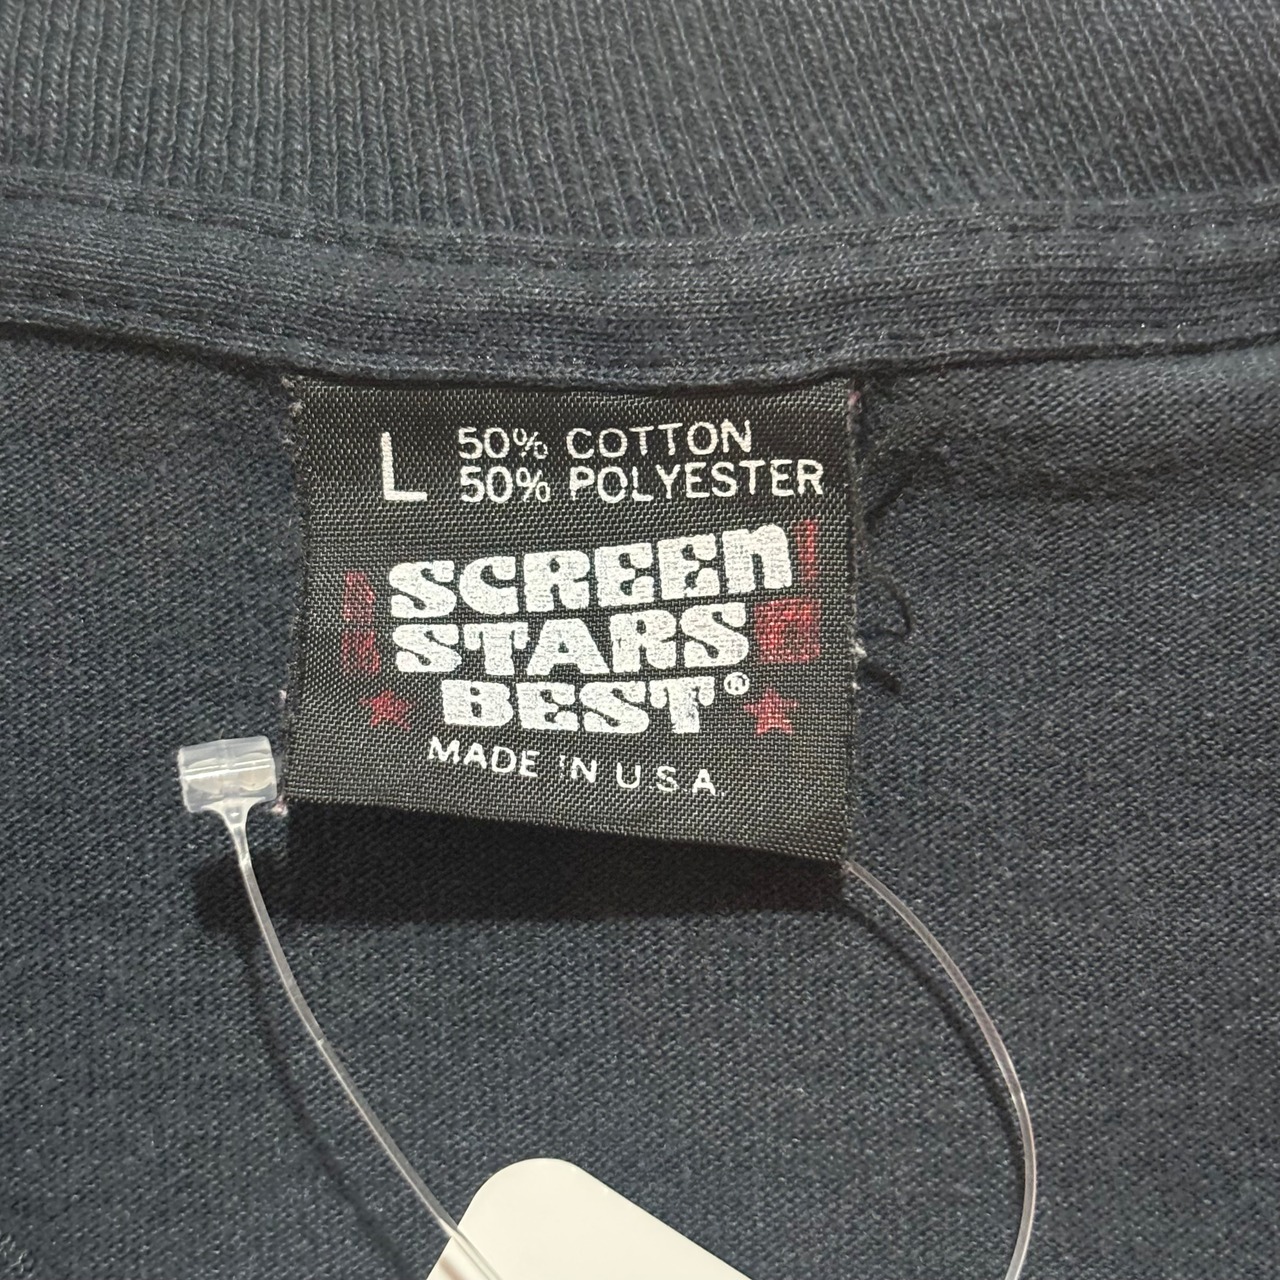 L 50% COTTON
50% POLYESTER
SCREEN
STARS
BEST®
MADE IN U.S.A